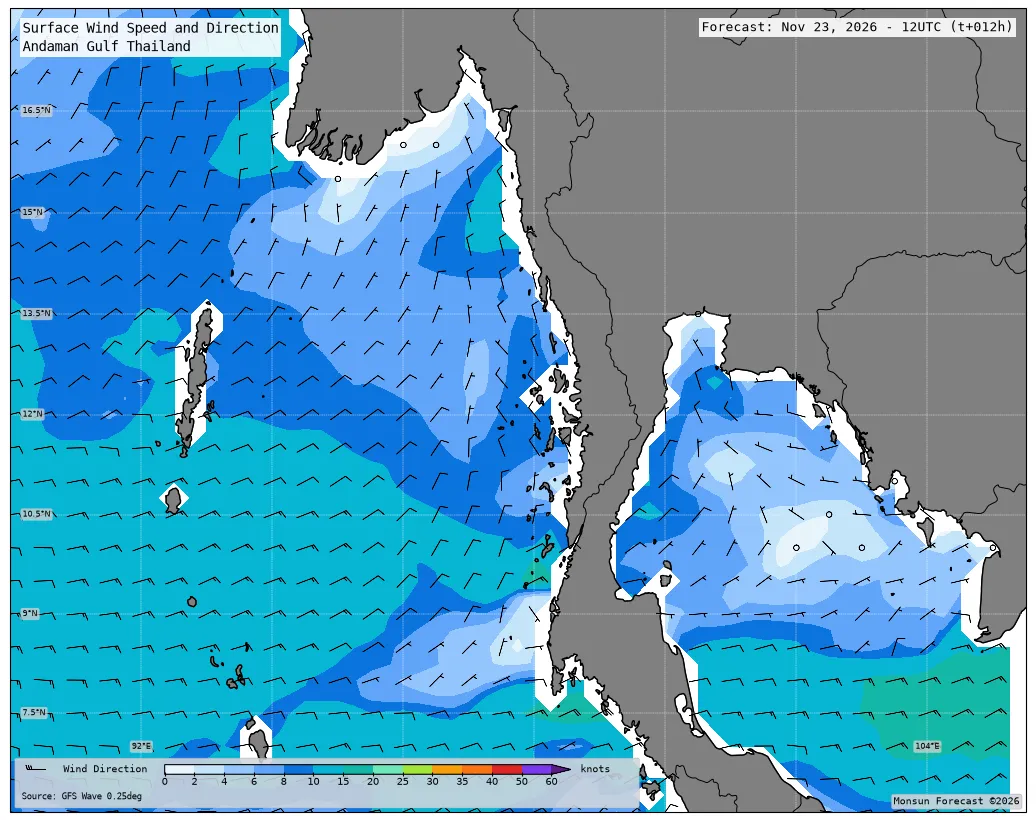 Surface Wind Speed and Direction
Andaman Gulf Thailand
Forecast: Nov 23, 2026 - 12UTC (t+012h)
16.5°N
15°N
13.5°N
12°N
10.5°N
9°N
7.5°N
92°E
104°E
Wind Direction
0 2 4 6 8 10 15 20 25 30 35 40 50 60
knots
Source: GFS Wave 0.25deg
Monsun Forecast ©2026